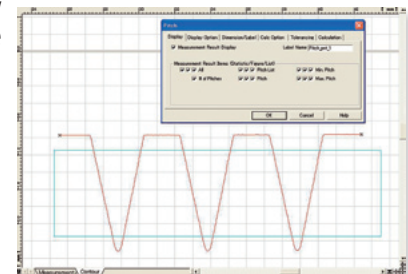 Pitch
Display Display Option Dimension/Label Calc Option Tolerancing Calculation
Measurement Result Display Label Name Pitch_pnt_1
Measurement Result Items (Statistic/Figure/List)
All Pitch List Min. Pitch
# of Pitches Pitch Max. Pitch
OK Cancel Help
Measurement Contour